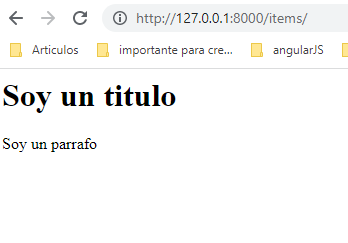 http://127.0.0.1:8000/items/
Articulos importante para cre... angularJS
Soy un titulo
Soy un parrafo